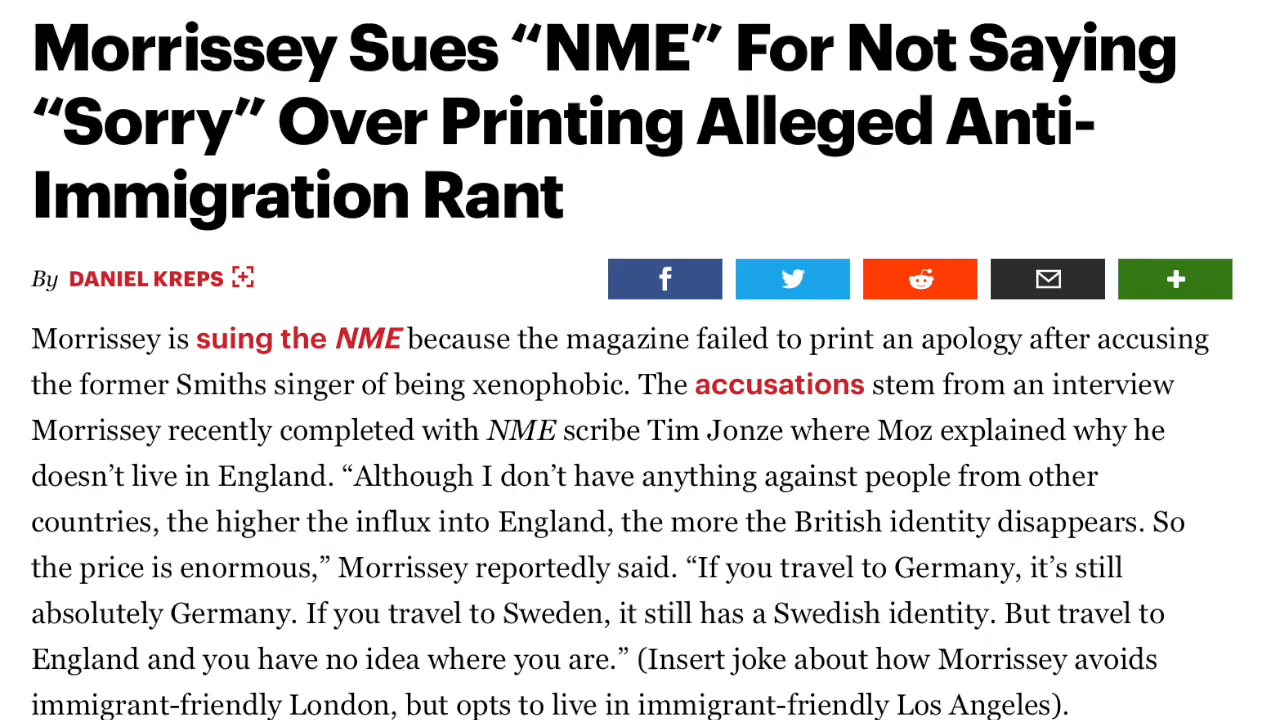 Morrissey Sues “NME” For Not Saying
“Sorry” Over Printing Alleged Anti-
Immigration Rant
By DANIEL KREPS
Morrissey is suing the NME because the magazine failed to print an apology after accusing
the former Smiths singer of being xenophobic. The accusations stem from an interview
Morrissey recently completed with NME scribe Tim Jonze where Moz explained why he
doesn’t live in England. “Although I don’t have anything against people from other
countries, the higher the influx into England, the more the British identity disappears. So
the price is enormous,” Morrissey reportedly said. “If you travel to Germany, it’s still
absolutely Germany. If you travel to Sweden, it still has a Swedish identity. But travel to
England and you have no idea where you are.” (Insert joke about how Morrissey avoids
immigrant-friendly London, but opts to live in immigrant-friendly Los Angeles).